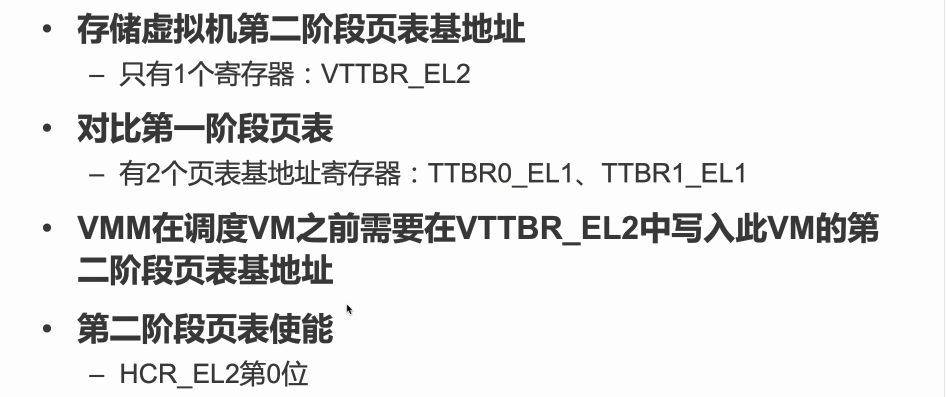 • 存储虚拟机第二阶段页表基地址
– 只有1个寄存器：VTTBR_EL2
• 对比第一阶段页表
– 有2个页表基地址寄存器：TTBR0_EL1、TTBR1_EL1
• VMM在调度VM之前需要在VTTBR_EL2中写入此VM的第
二阶段页表基地址
• 第二阶段页表使能
– HCR_EL2第0位